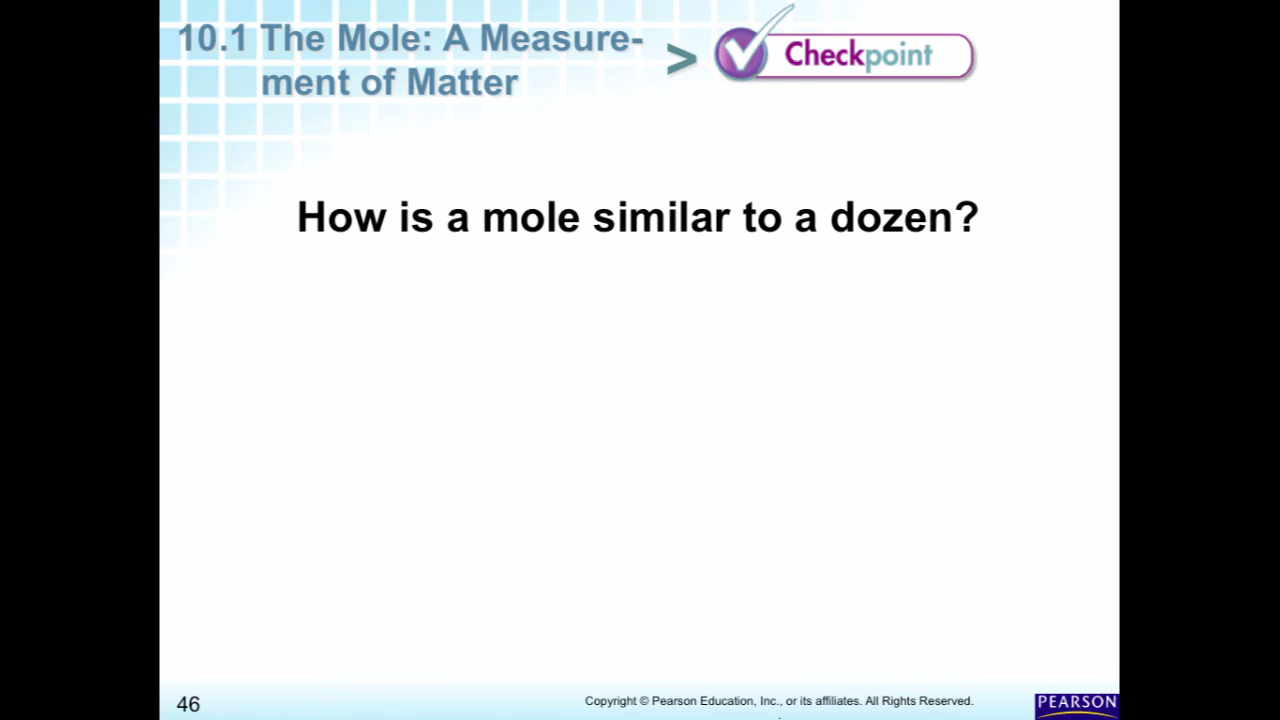 10.1 The Mole: A Measure-
ment of Matter
>
Checkpoint
How is a mole similar to a dozen?
46
Copyright © Pearson Education, Inc., or its affiliates. All Rights Reserved.
PEARSON